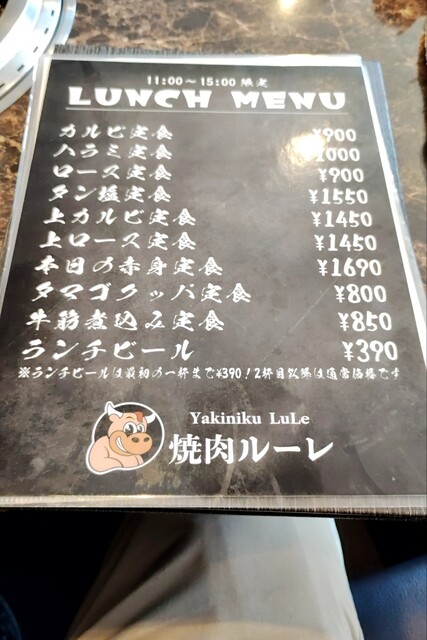 11:00～15:00 限定
LUNCH MENU
カルビ定食 ¥900
ハラミ定食 1000
ロース定食 ¥900
タン塩定食 ¥1550
上カルビ定食 ¥1450
上ロース定食 ¥1450
本日の赤身定食 ¥1690
タマゴクッパ定食 ¥800
牛筋煮込み定食 ¥850
ランチビール ¥390
※ランチビールは最初の一杯まで¥390！2杯目以降は通常価格です
Yakiniku LuLe
焼肉ルーレ